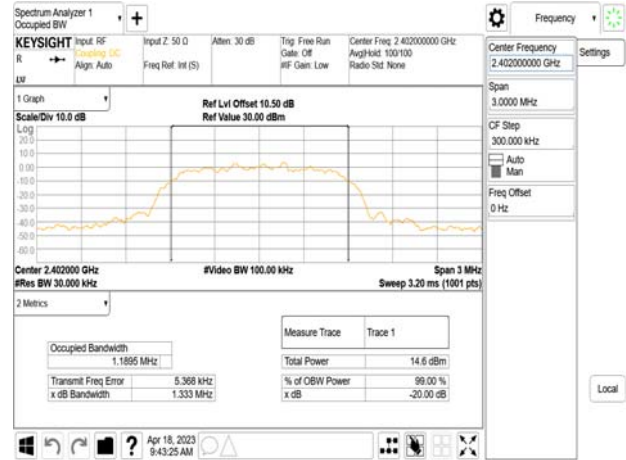 Spectrum Analyzer 1
Occupied BW
+
Frequency
KEYSIGHT
R
LXI
Input: RF
Coupling: DC
Align: Auto
Input Z: 50 Ω
Freq Ref: Int (S)
Atten: 30 dB
Trig: Free Run
Gate: Off
#IF Gain: Low
Center Freq: 2.402000000 GHz
Avg|Hold: 100/100
Radio Std: None
Center Frequency
2.402000000 GHz
Settings
Span
3.0000 MHz
CF Step
300.000 kHz
Auto
Man
Freq Offset
0 Hz
Local
1 Graph
Scale/Div 10.0 dB
Ref Lvl Offset 10.50 dB
Ref Value 30.00 dBm
Log
20.0
10.0
0.00
-10.0
-20.0
-30.0
-40.0
-50.0
-60.0
Center 2.402000 GHz
#Res BW 30.000 kHz
#Video BW 100.00 kHz
Span 3 MHz
Sweep 3.20 ms (1001 pts)
2 Metrics
Measure Trace Trace 1
Occupied Bandwidth
1.1895 MHz
Total Power 14.6 dBm
Transmit Freq Error 5.368 kHz
% of OBW Power 99.00 %
x dB Bandwidth 1.333 MHz
x dB -20.00 dB
?
Apr 18, 2023
9:43:25 AM